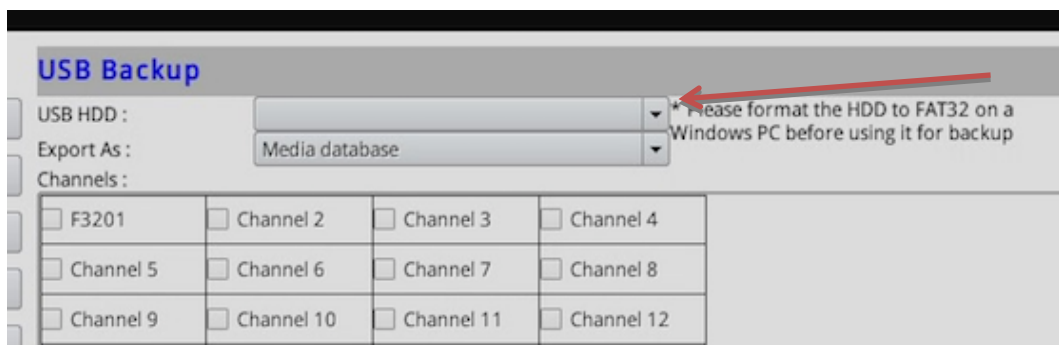 USB Backup
USB HDD :
* Please format the HDD to FAT32 on a
Windows PC before using it for backup
Export As :
Media database
Channels :
F3201
Channel 2
Channel 3
Channel 4
Channel 5
Channel 6
Channel 7
Channel 8
Channel 9
Channel 10
Channel 11
Channel 12